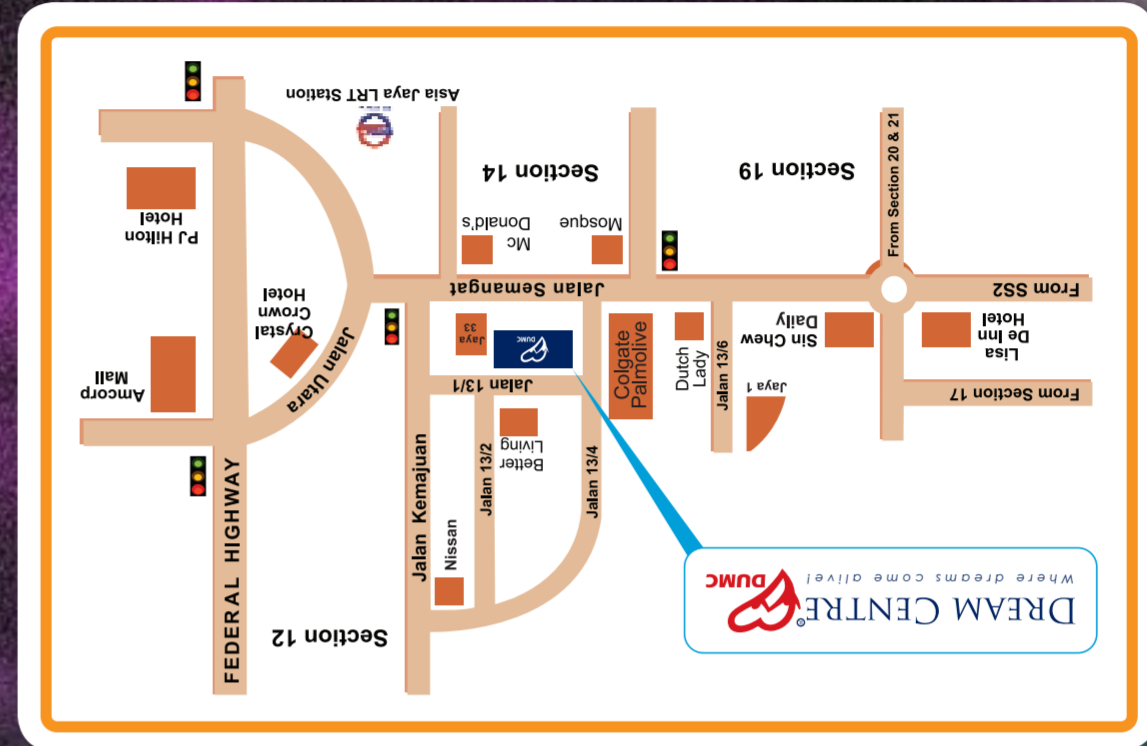 DREAM CENTRE®
Where dreams come alive!
DUMC
Section 12
FEDERAL HIGHWAY
Jalan Kemajuan
Nissan
Jalan 13/2
Jalan 13/4
Better
Living
From Section 17
Jaya 1
Jalan 13/6
Dutch
Lady
Colgate
Palmolive
Jalan 13/1
Jalan Utara
Amcorp
Mall
Lisa
De Inn
Hotel
Sin Chew
Daily
DUMC
Jaya
33
Crystal
Crown
Hotel
From SS2
Jalan Semangat
From Section 20 & 21
Mosque
Mc
Donald's
PJ Hilton
Hotel
Section 19
Section 14
Asia Jaya LRT Station